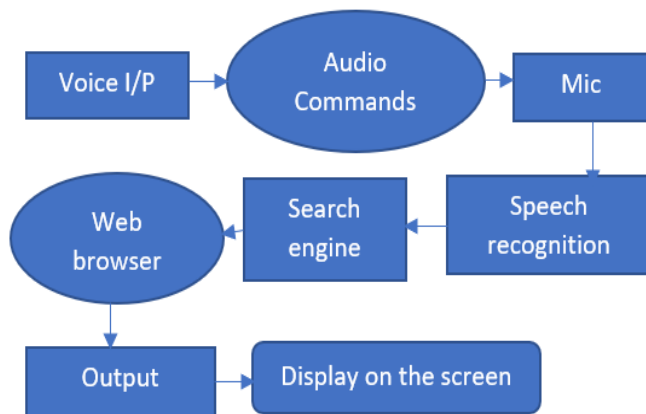 Voice I/P
Audio
Commands
Mic
Speech
recognition
Search
engine
Web
browser
Output
Display on the screen